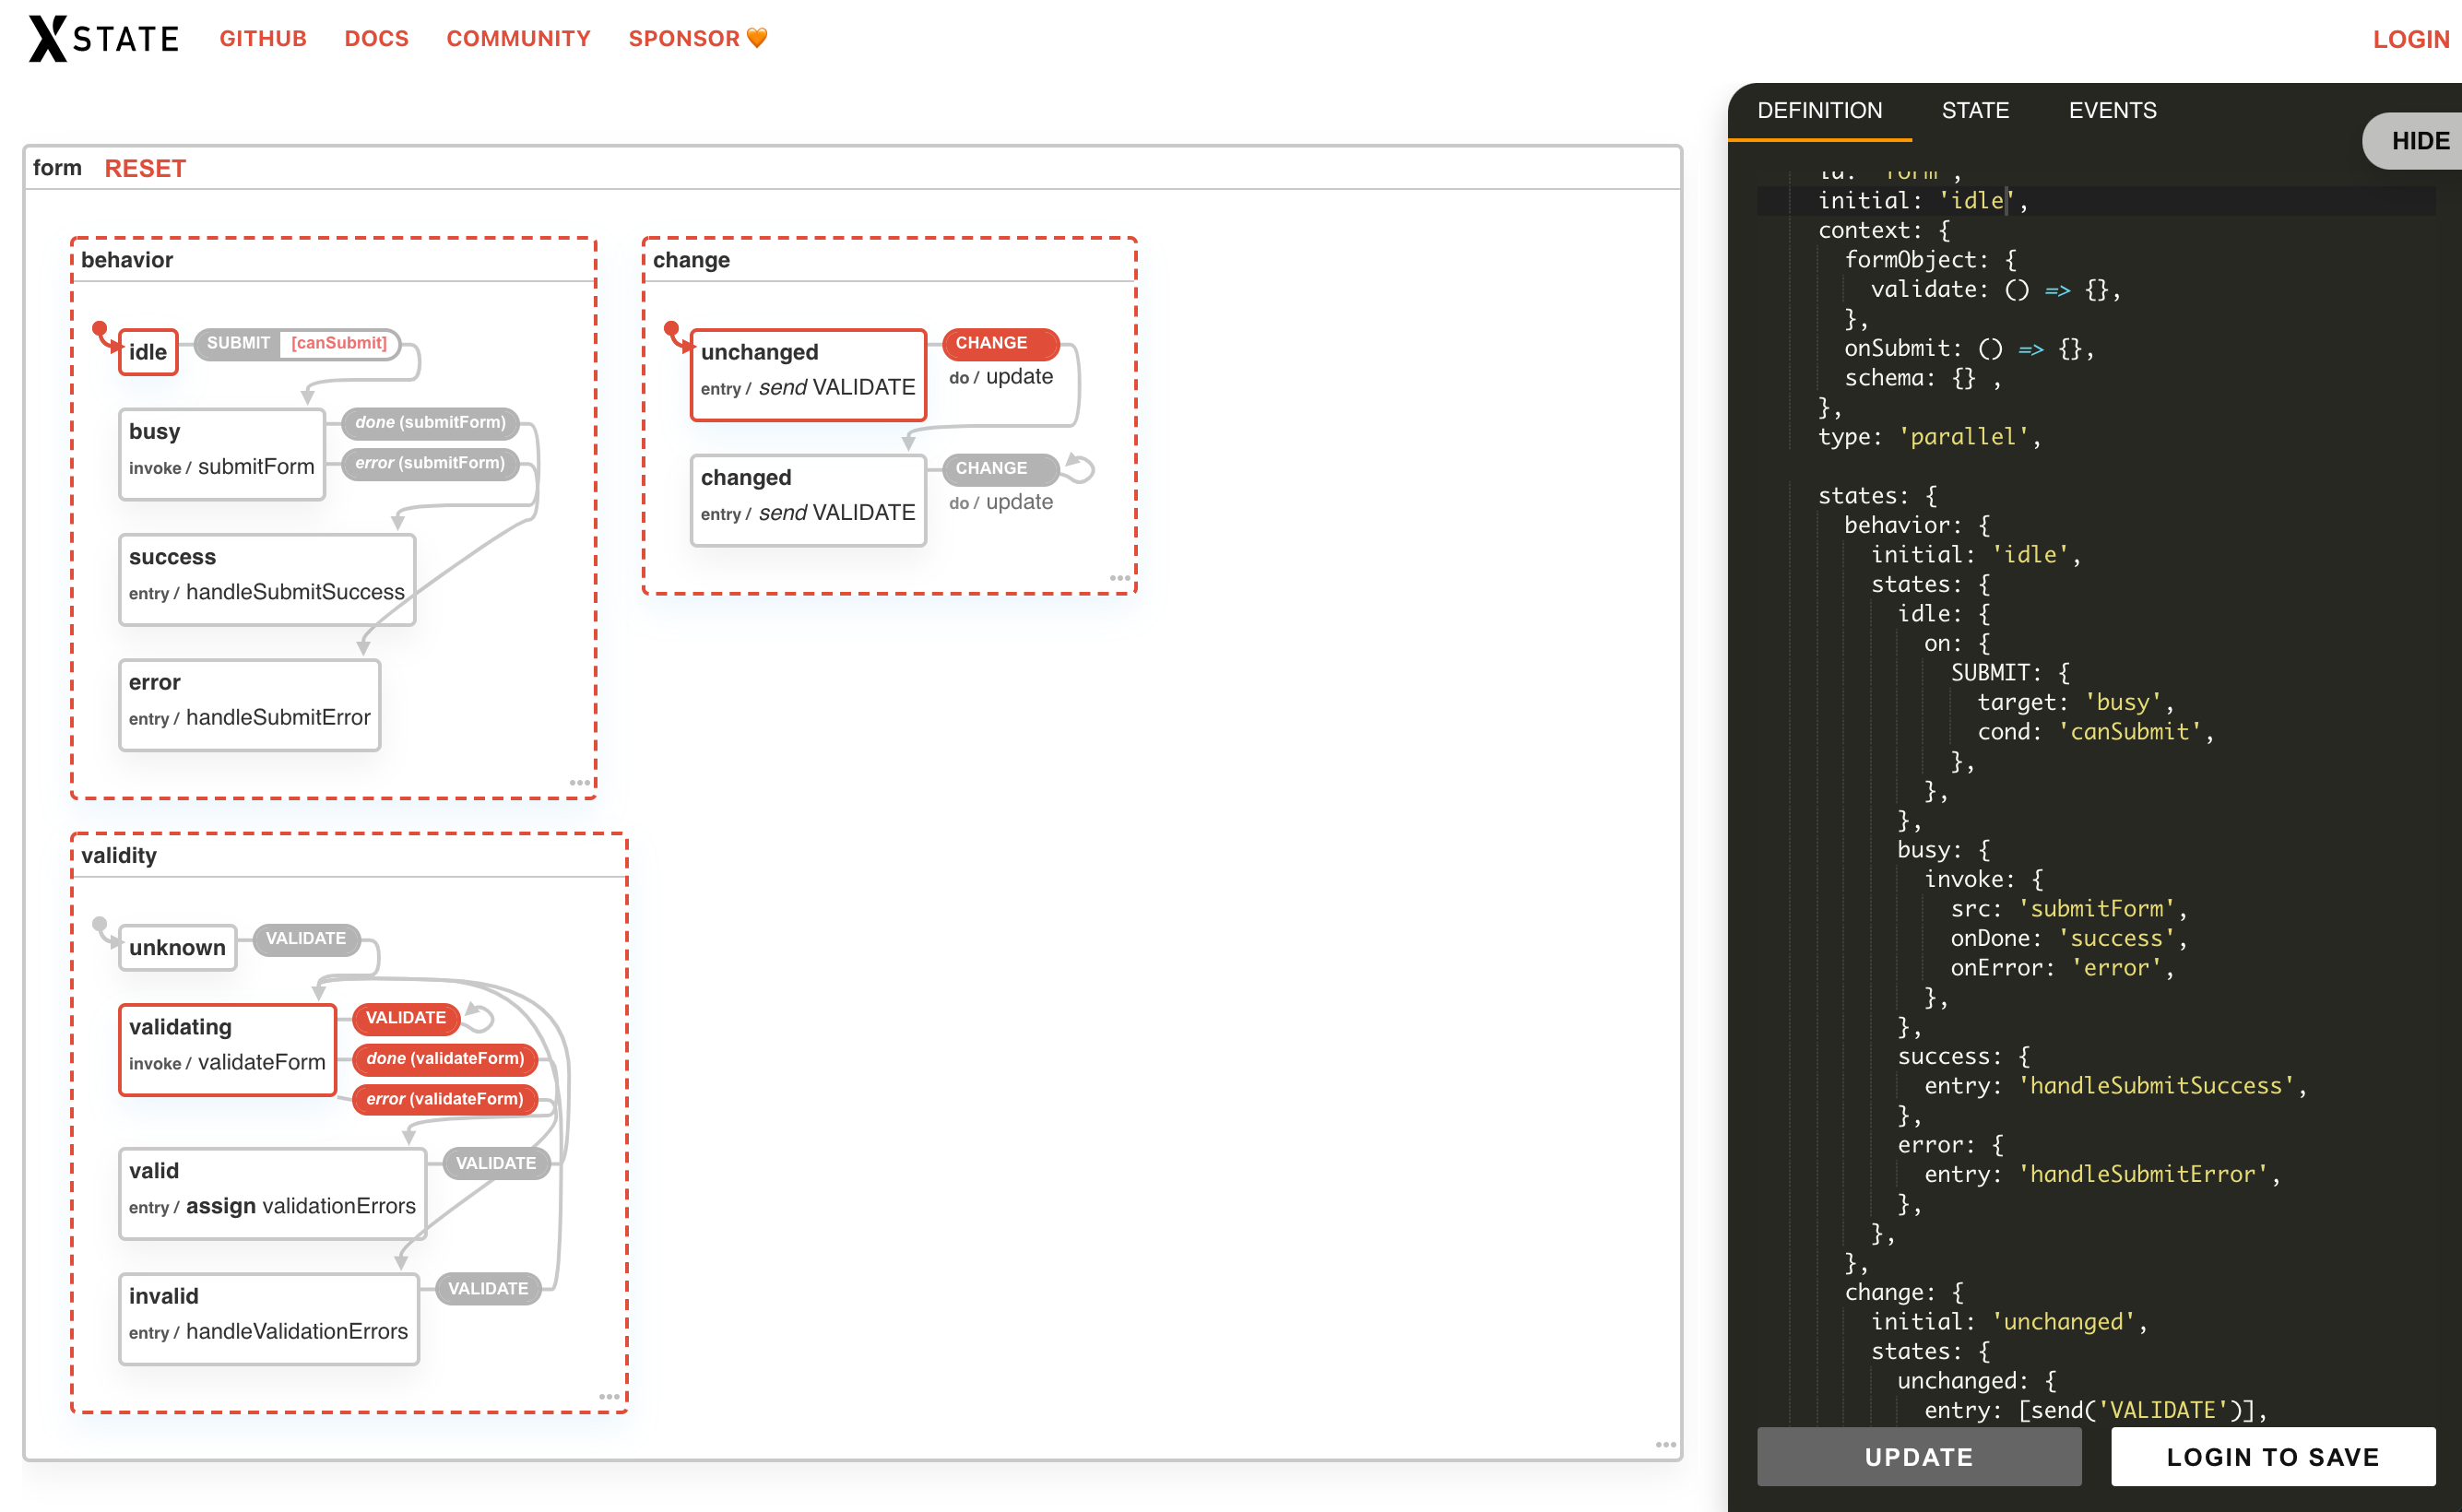 XSTATE GITHUB DOCS COMMUNITY SPONSOR 🧡 LOGIN
form RESET
behavior
idle SUBMIT [canSubmit]
busy done (submitForm)
invoke / submitForm error (submitForm)
success
entry / handleSubmitSuccess
error
entry / handleSubmitError
change
unchanged CHANGE
entry / send VALIDATE do / update
changed CHANGE
entry / send VALIDATE do / update
validity
unknown VALIDATE
validating VALIDATE
invoke / validateForm done (validateForm)
error (validateForm)
valid VALIDATE
entry / assign validationErrors
invalid VALIDATE
entry / handleValidationErrors
DEFINITION STATE EVENTS
HIDE
id: 'form',
initial: 'idle',
context: {
formObject: {
validate: () => {},
},
onSubmit: () => {},
schema: {} ,
},
type: 'parallel',
states: {
behavior: {
initial: 'idle',
states: {
idle: {
on: {
SUBMIT: {
target: 'busy',
cond: 'canSubmit',
},
},
},
busy: {
invoke: {
src: 'submitForm',
onDone: 'success',
onError: 'error',
},
},
success: {
entry: 'handleSubmitSuccess',
},
error: {
entry: 'handleSubmitError',
},
},
},
change: {
initial: 'unchanged',
states: {
unchanged: {
entry: [send('VALIDATE')],
UPDATE LOGIN TO SAVE